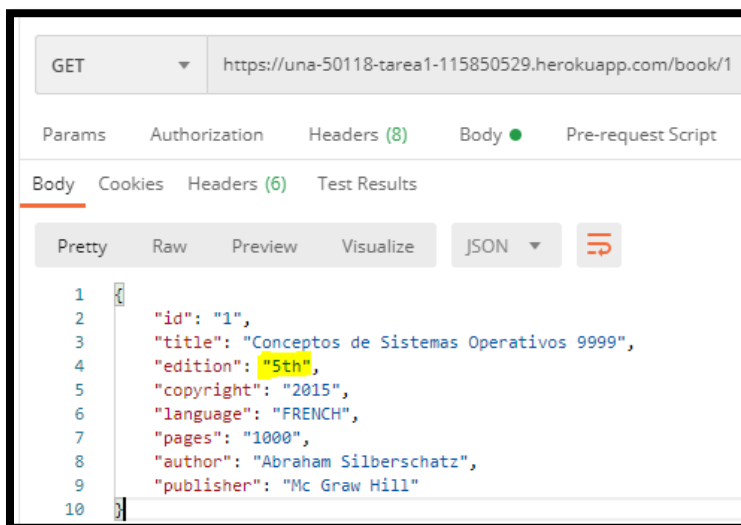 GET https://una-50118-tarea1-115850529.herokuapp.com/book/1
Params Authorization Headers (8) Body Pre-request Script
Body Cookies Headers (6) Test Results
Pretty Raw Preview Visualize JSON
1 {
2 "id": "1",
3 "title": "Conceptos de Sistemas Operativos 9999",
4 "edition": "5th",
5 "copyright": "2015",
6 "language": "FRENCH",
7 "pages": "1000",
8 "author": "Abraham Silberschatz",
9 "publisher": "Mc Graw Hill"
10 }